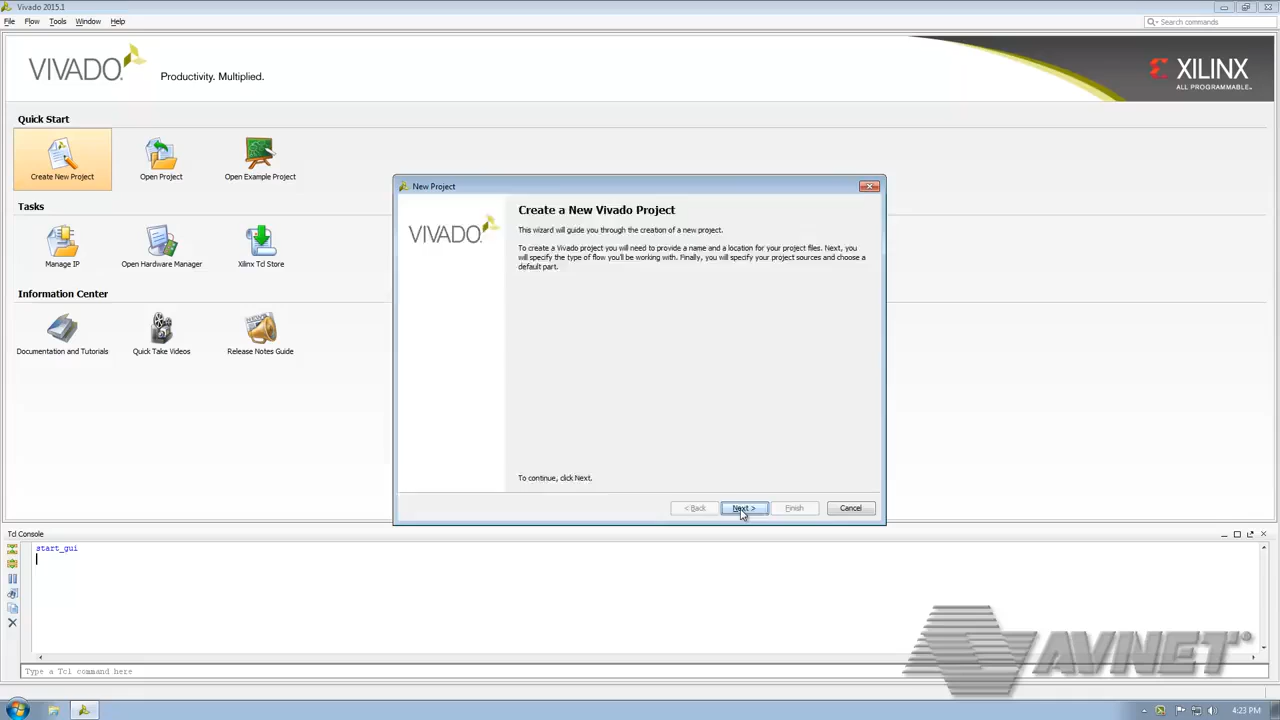 Vivado 2015.1
File Flow Tools Window Help
Search commands
VIVADO. Productivity. Multiplied.
XILINX
ALL PROGRAMMABLE.
Quick Start
Create New Project
Open Project
Open Example Project
Tasks
Manage IP
Open Hardware Manager
Xilinx Tcl Store
Information Center
Documentation and Tutorials
Quick Take Videos
Release Notes Guide
New Project
VIVADO.
Create a New Vivado Project
This wizard will guide you through the creation of a new project.
To create a Vivado project you will need to provide a name and a location for your project files. Next, you
will specify the type of flow you'll be working with. Finally, you will specify your project sources and choose a
default part.
To continue, click Next.
< Back Next > Finish Cancel
Tcl Console
start_gui
Type a Tcl command here
AVNET®
4:23 PM